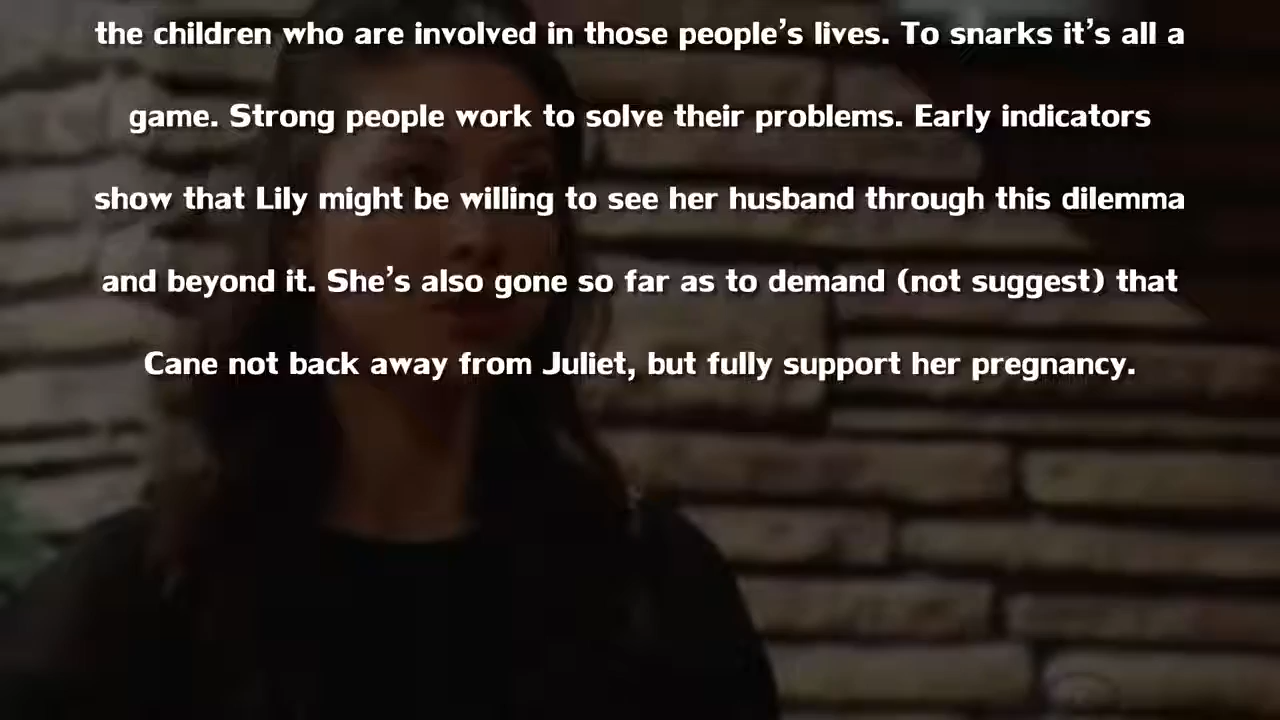 the children who are involved in those people’s lives. To snarks it’s all a
game. Strong people work to solve their problems. Early indicators
show that Lily might be willing to see her husband through this dilemma
and beyond it. She’s also gone so far as to demand (not suggest) that
Cane not back away from Juliet, but fully support her pregnancy.